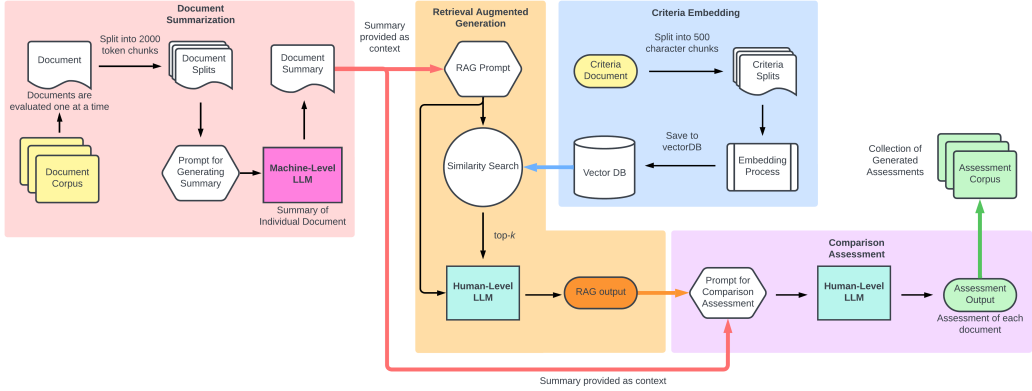 Document
Summarization
Split into 2000
token chunks
Document
Document
Splits
Document
Summary
Documents are
evaluated one at a time
Document
Corpus
Prompt for
Generating
Summary
Machine-Level
LLM
Summary of
Individual Document
Summary
provided as
context
Retrieval Augmented
Generation
RAG Prompt
Similarity Search
top-k
Human-Level
LLM
RAG output
Criteria Embedding
Criteria
Document
Split into 500
character chunks
Criteria
Splits
Embedding
Process
Save to
vectorDB
Vector DB
Comparison
Assessment
Prompt for
Comparison
Assessment
Human-Level
LLM
Assessment
Output
Assessment of each
document
Collection of
Generated
Assessments
Assessment
Corpus
Summary provided as context